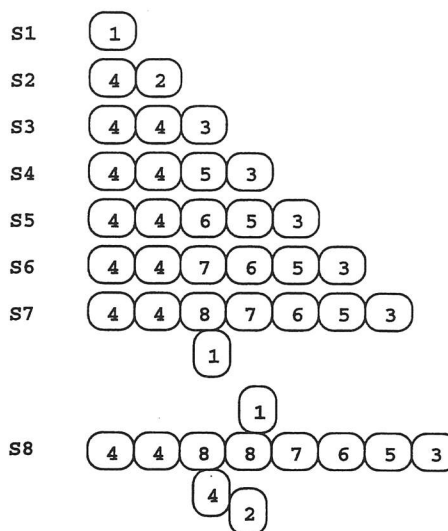 S1 1
S2 4 2
S3 4 4 3
S4 4 4 5 3
S5 4 4 6 5 3
S6 4 4 7 6 5 3
S7 4 4 8 7 6 5 3
1
1
S8 4 4 8 8 7 6 5 3
4
2